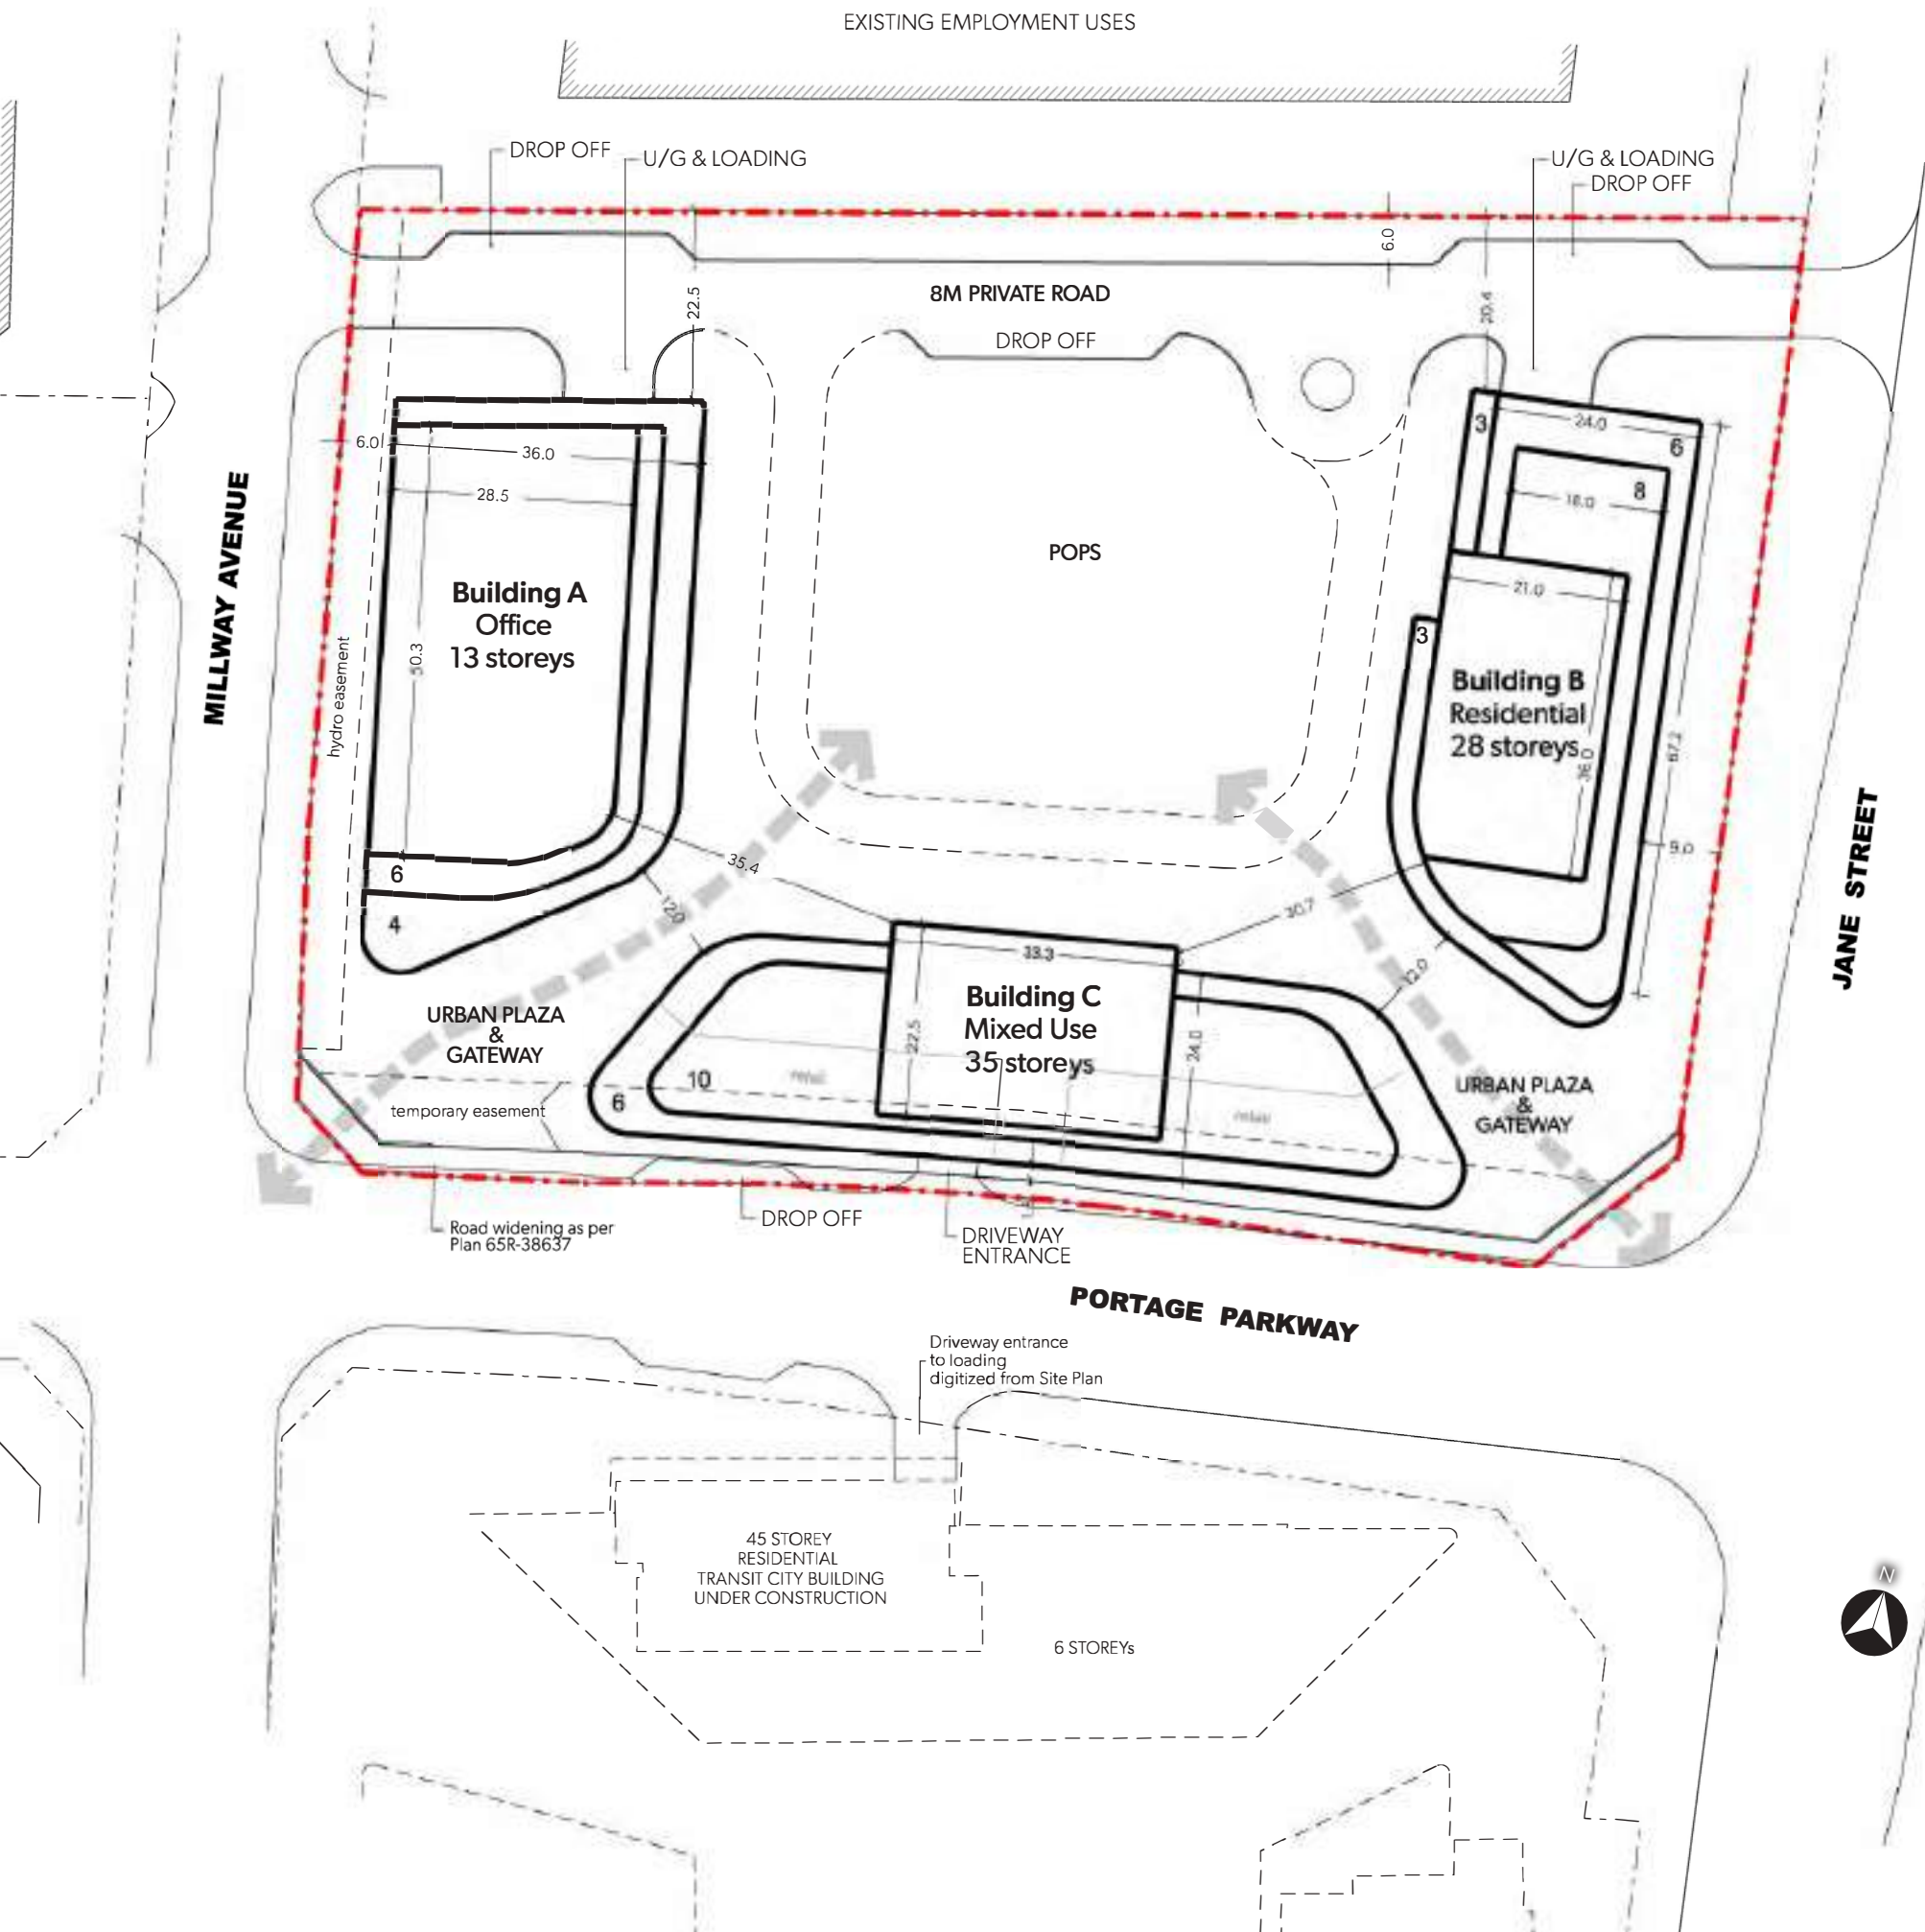 EXISTING EMPLOYMENT USES
DROP OFF
U/G & LOADING
U/G & LOADING
DROP OFF
6.0
22.5
20.4
8M PRIVATE ROAD
DROP OFF
3
24.0
6
6.0
36.0
28.5
8
18.0
MILLWAY AVENUE
POPS
Building A
Office
13 storeys
50.3
hydro easement
21.0
3
Building B
Residential
28 storeys
36.0
67.2
9.0
JANE STREET
6
4
35.4
12.0
30.7
12.0
33.3
Building C
Mixed Use
35 storeys
22.5
24.0
URBAN PLAZA
&
GATEWAY
10
retail
6
retail
temporary easement
URBAN PLAZA
&
GATEWAY
Road widening as per
Plan 65R-38637
DROP OFF
DRIVEWAY
ENTRANCE
PORTAGE PARKWAY
Driveway entrance
to loading
digitized from Site Plan
45 STOREY
RESIDENTIAL
TRANSIT CITY BUILDING
UNDER CONSTRUCTION
6 STOREYs
N